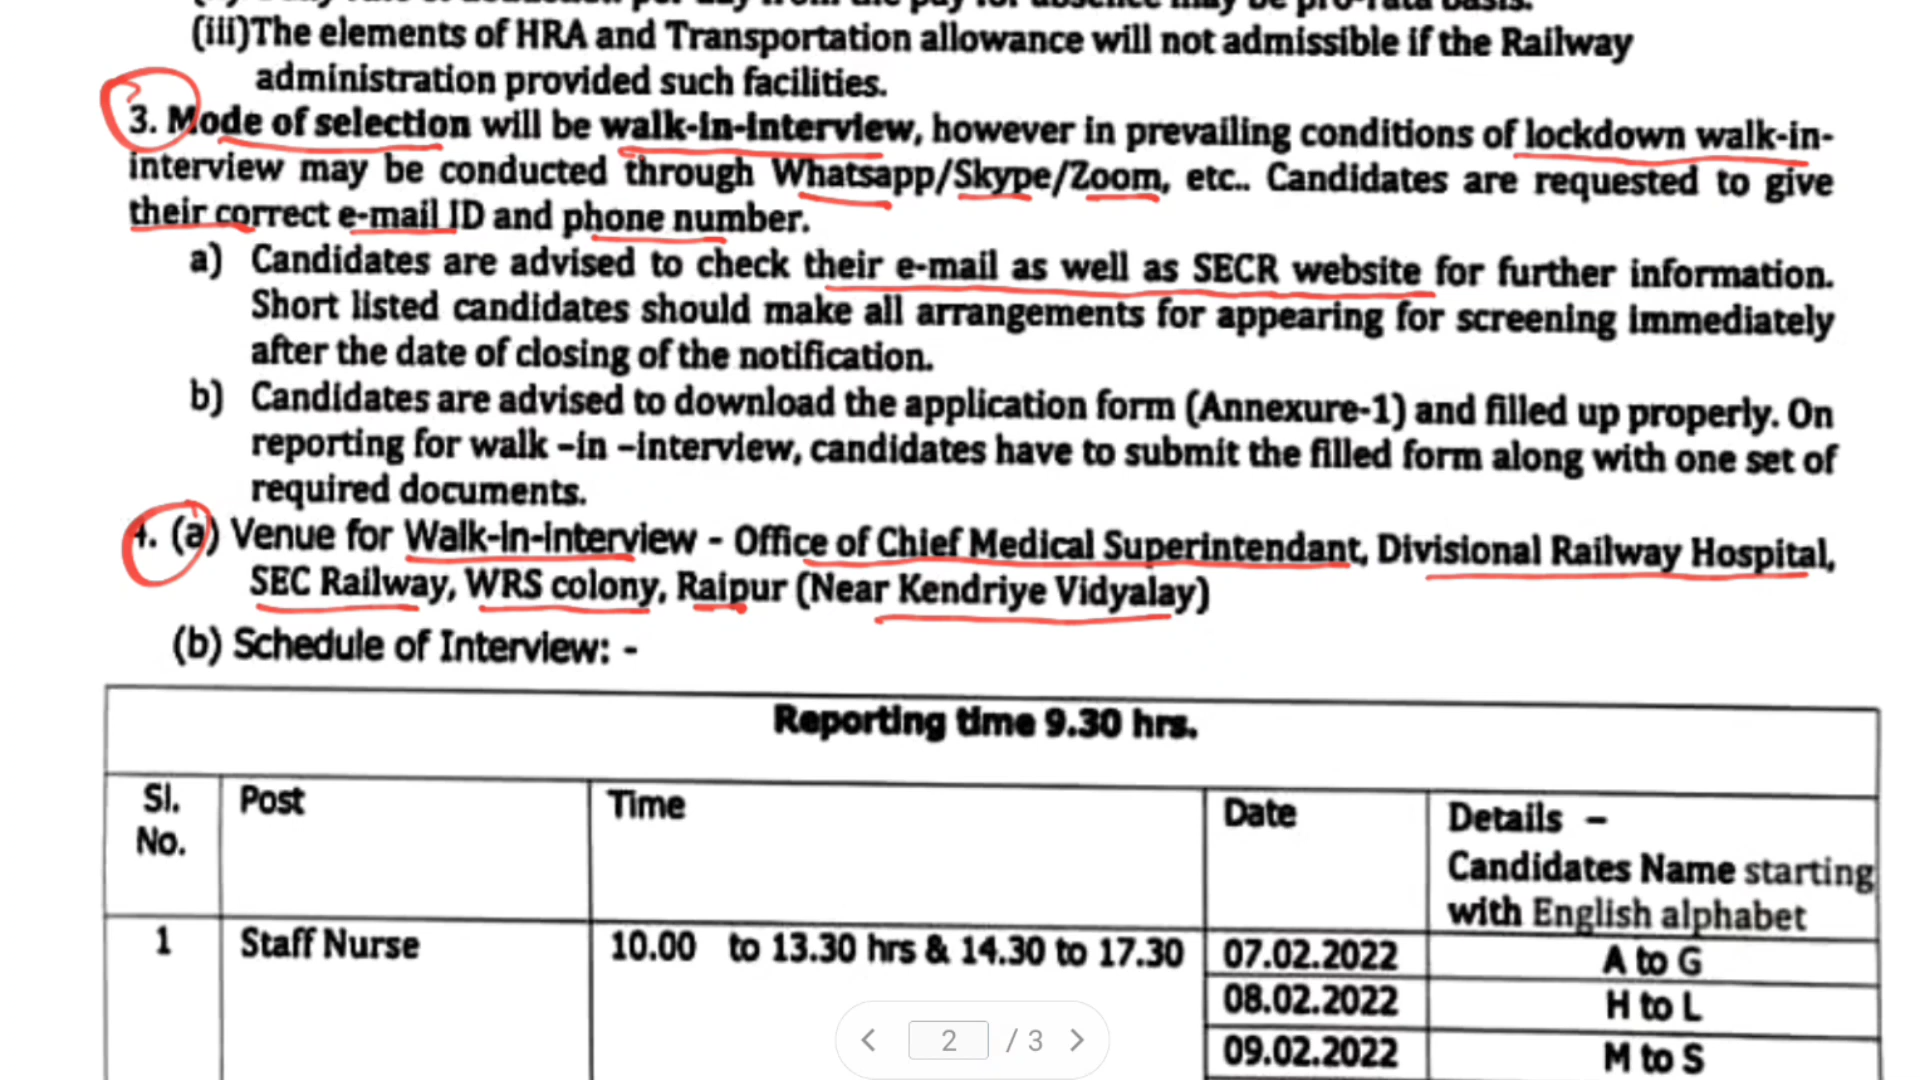 (iii)The elements of HRA and Transportation allowance will not admissible if the Railway
administration provided such facilities.
3. Mode of selection will be walk-in-interview, however in prevailing conditions of lockdown walk-in-
interview may be conducted through Whatsapp/Skype/Zoom, etc.. Candidates are requested to give
their correct e-mail ID and phone number.
a) Candidates are advised to check their e-mail as well as SECR website for further information.
Short listed candidates should make all arrangements for appearing for screening immediately
after the date of closing of the notification.
b) Candidates are advised to download the application form (Annexure-1) and filled up properly. On
reporting for walk –in –interview, candidates have to submit the filled form along with one set of
required documents.
4. (a) Venue for Walk-in-interview - Office of Chief Medical Superintendant, Divisional Railway Hospital,
SEC Railway, WRS colony, Raipur (Near Kendriye Vidyalay)
(b) Schedule of Interview: -
Reporting time 9.30 hrs.
Sl. No. Post Time Date Details –
Candidates Name starting
with English alphabet
1 Staff Nurse 10.00 to 13.30 hrs & 14.30 to 17.30 07.02.2022 A to G
08.02.2022 H to L
09.02.2022 M to S
2 / 3